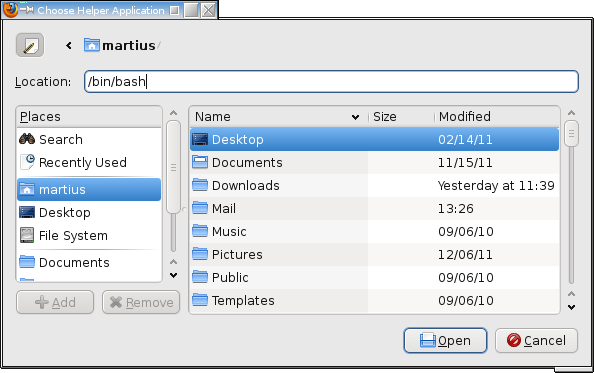 Choose Helper Application
martius
Location: /bin/bash
Places
Search
Recently Used
martius
Desktop
File System
Documents
Add Remove
Name Size Modified
Desktop 02/14/11
Documents 11/15/11
Downloads Yesterday at 11:39
Mail 13:26
Music 09/06/10
Pictures 12/06/11
Public 09/06/10
Templates 09/06/10
Open Cancel